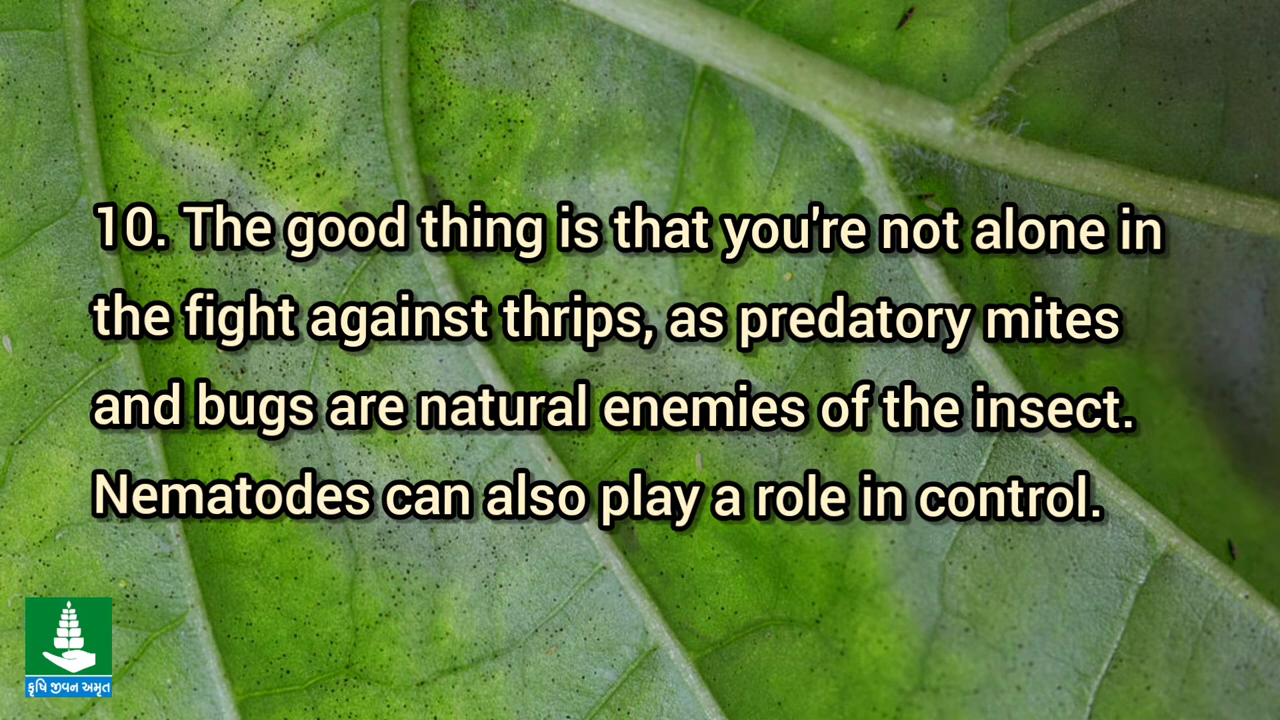 10. The good thing is that you're not alone in
the fight against thrips, as predatory mites
and bugs are natural enemies of the insect.
Nematodes can also play a role in control.
કૃષિ જીવન અમૃત